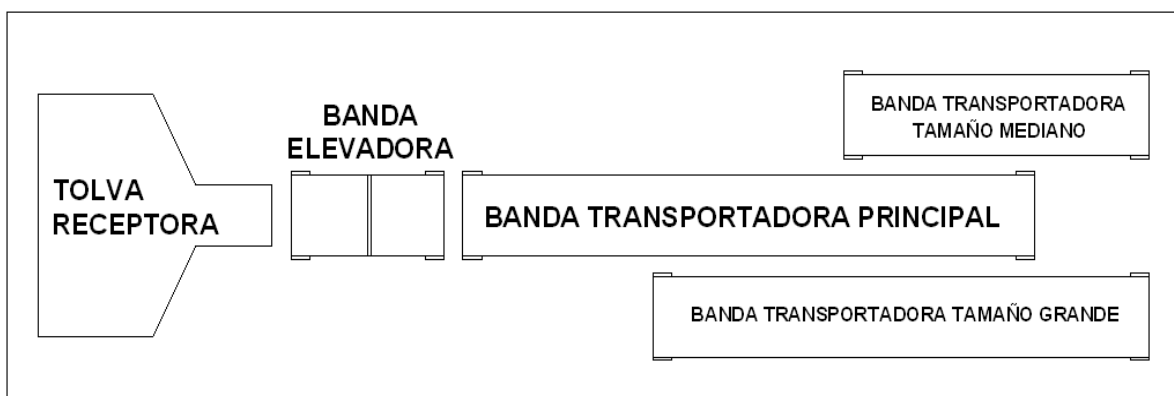 TOLVA
RECEPTORA
BANDA
ELEVADORA
BANDA TRANSPORTADORA PRINCIPAL
BANDA TRANSPORTADORA
TAMAÑO MEDIANO
BANDA TRANSPORTADORA TAMAÑO GRANDE